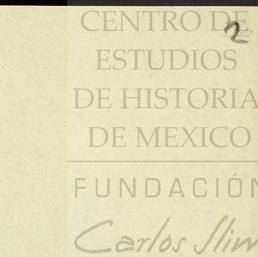 2
CENTRO DE
ESTUDIOS
DE HISTORIA
DE MEXICO
FUNDACIÓN
Carlos Slim